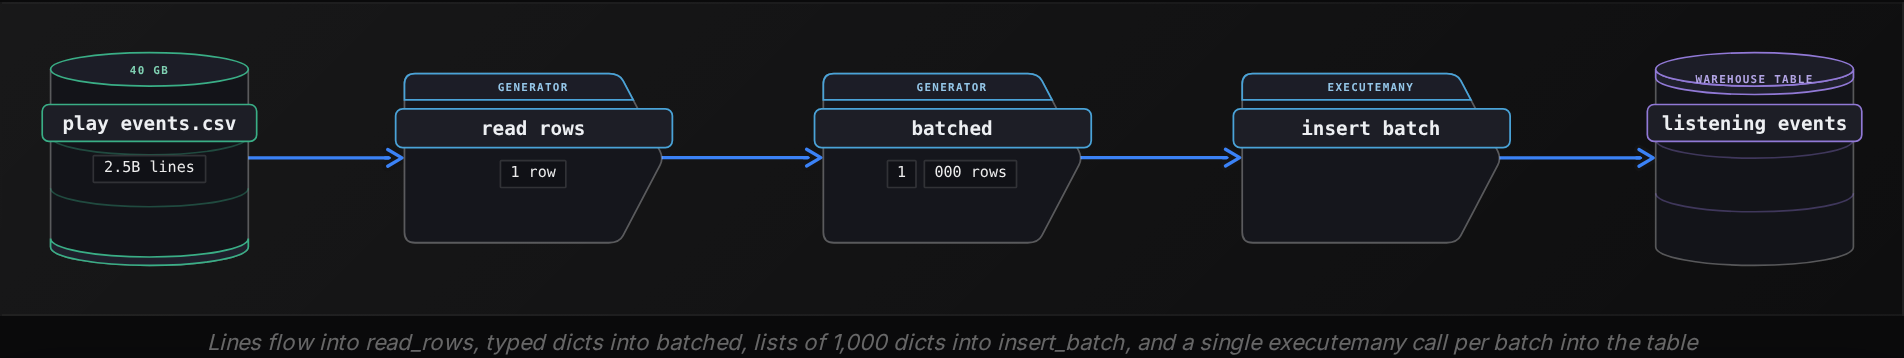 40 GB
play events.csv
2.5B lines
GENERATOR
read rows
1 row
GENERATOR
batched
1 000 rows
EXECUTEMANY
insert batch
WAREHOUSE TABLE
listening events
Lines flow into read_rows, typed dicts into batched, lists of 1,000 dicts into insert_batch, and a single executemany call per batch into the table